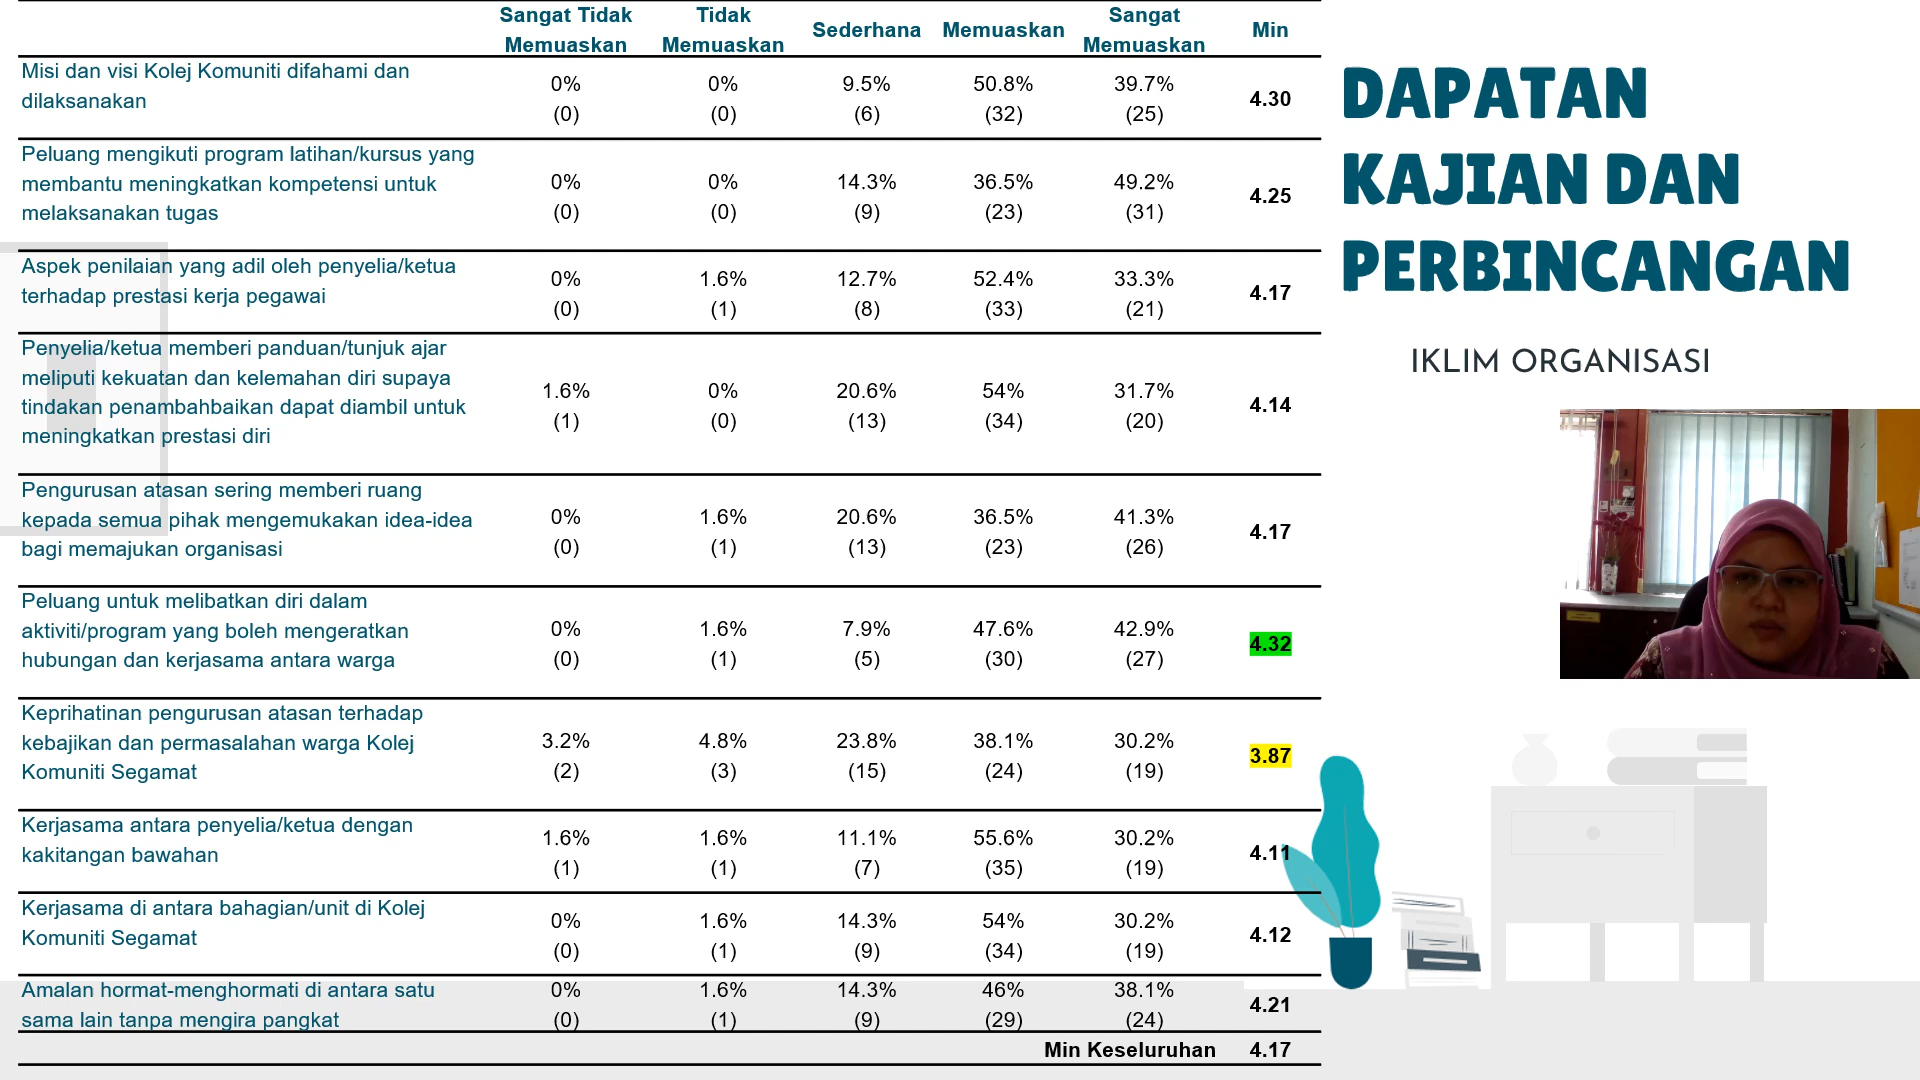 Sangat Tidak Memuaskan
Tidak Memuaskan
Sederhana
Memuaskan
Sangat Memuaskan
Min
Misi dan visi Kolej Komuniti difahami dan
dilaksanakan
0% 0% 9.5% 50.8% 39.7%
(0) (0) (6) (32) (25)
4.30
Peluang mengikuti program latihan/kursus yang
membantu meningkatkan kompetensi untuk
melaksanakan tugas
0% 0% 14.3% 36.5% 49.2%
(0) (0) (9) (23) (31)
4.25
Aspek penilaian yang adil oleh penyelia/ketua
terhadap prestasi kerja pegawai
0% 1.6% 12.7% 52.4% 33.3%
(0) (1) (8) (33) (21)
4.17
Penyelia/ketua memberi panduan/tunjuk ajar
meliputi kekuatan dan kelemahan diri supaya
tindakan penambahbaikan dapat diambil untuk
meningkatkan prestasi diri
1.6% 0% 20.6% 54% 31.7%
(1) (0) (13) (34) (20)
4.14
Pengurusan atasan sering memberi ruang
kepada semua pihak mengemukakan idea-idea
bagi memajukan organisasi
0% 1.6% 20.6% 36.5% 41.3%
(0) (1) (13) (23) (26)
4.17
Peluang untuk melibatkan diri dalam
aktiviti/program yang boleh mengeratkan
hubungan dan kerjasama antara warga
0% 1.6% 7.9% 47.6% 42.9%
(0) (1) (5) (30) (27)
4.32
Keprihatinan pengurusan atasan terhadap
kebajikan dan permasalahan warga Kolej
Komuniti Segamat
3.2% 4.8% 23.8% 38.1% 30.2%
(2) (3) (15) (24) (19)
3.87
Kerjasama antara penyelia/ketua dengan
kakitangan bawahan
1.6% 1.6% 11.1% 55.6% 30.2%
(1) (1) (7) (35) (19)
4.11
Kerjasama di antara bahagian/unit di Kolej
Komuniti Segamat
0% 1.6% 14.3% 54% 30.2%
(0) (1) (9) (34) (19)
4.12
Amalan hormat-menghormati di antara satu
sama lain tanpa mengira pangkat
0% 1.6% 14.3% 46% 38.1%
(0) (1) (9) (29) (24)
4.21
Min Keseluruhan 4.17
DAPATAN
KAJIAN DAN
PERBINCANGAN
IKLIM ORGANISASI